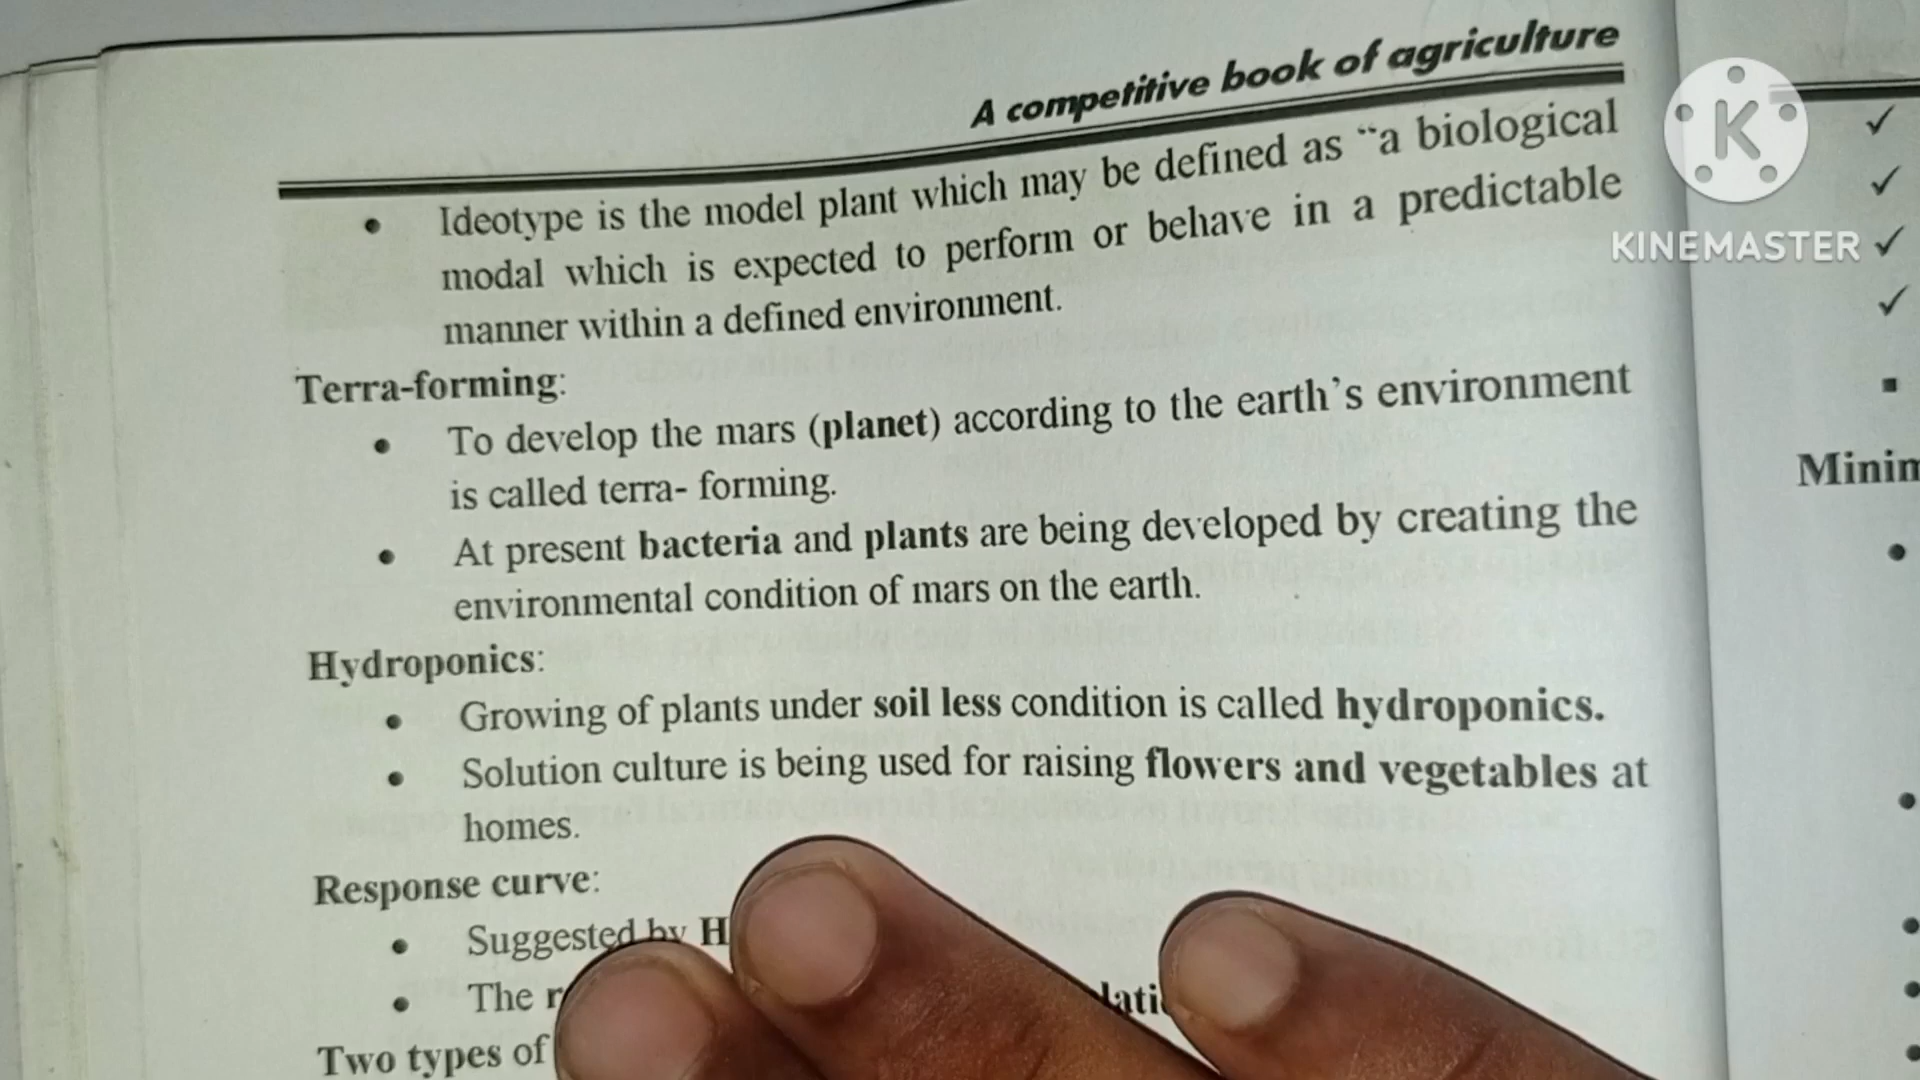 A competitive book of agriculture
• Ideotype is the model plant which may be defined as “a biological
modal which is expected to perform or behave in a predictable
manner within a defined environment.
Terra-forming:
• To develop the mars (planet) according to the earth's environment
is called terra- forming.
• At present bacteria and plants are being developed by creating the
environmental condition of mars on the earth.
Hydroponics:
• Growing of plants under soil less condition is called hydroponics.
• Solution culture is being used for raising flowers and vegetables at
homes.
Response curve:
• Suggested by
• The
Two types of
K
KINEMASTER